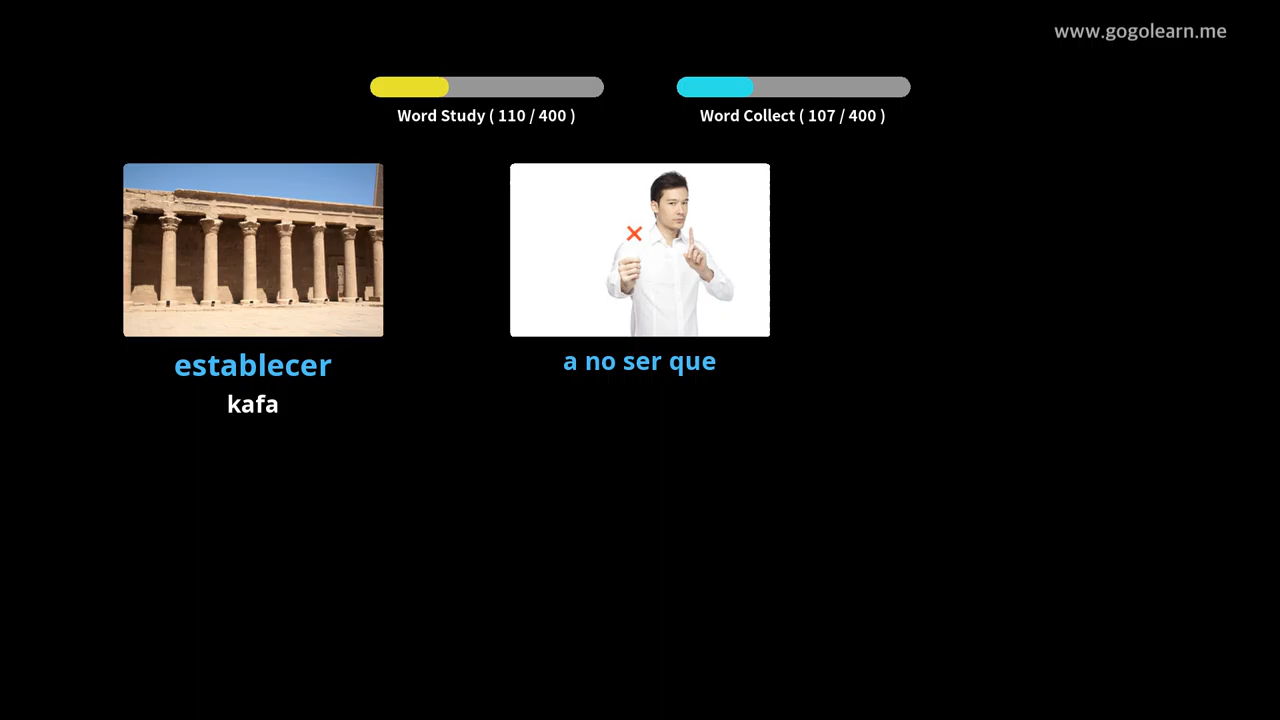 www.gogolearn.me
Word Study ( 110 / 400 )
Word Collect ( 107 / 400 )
establecer
kafa
a no ser que